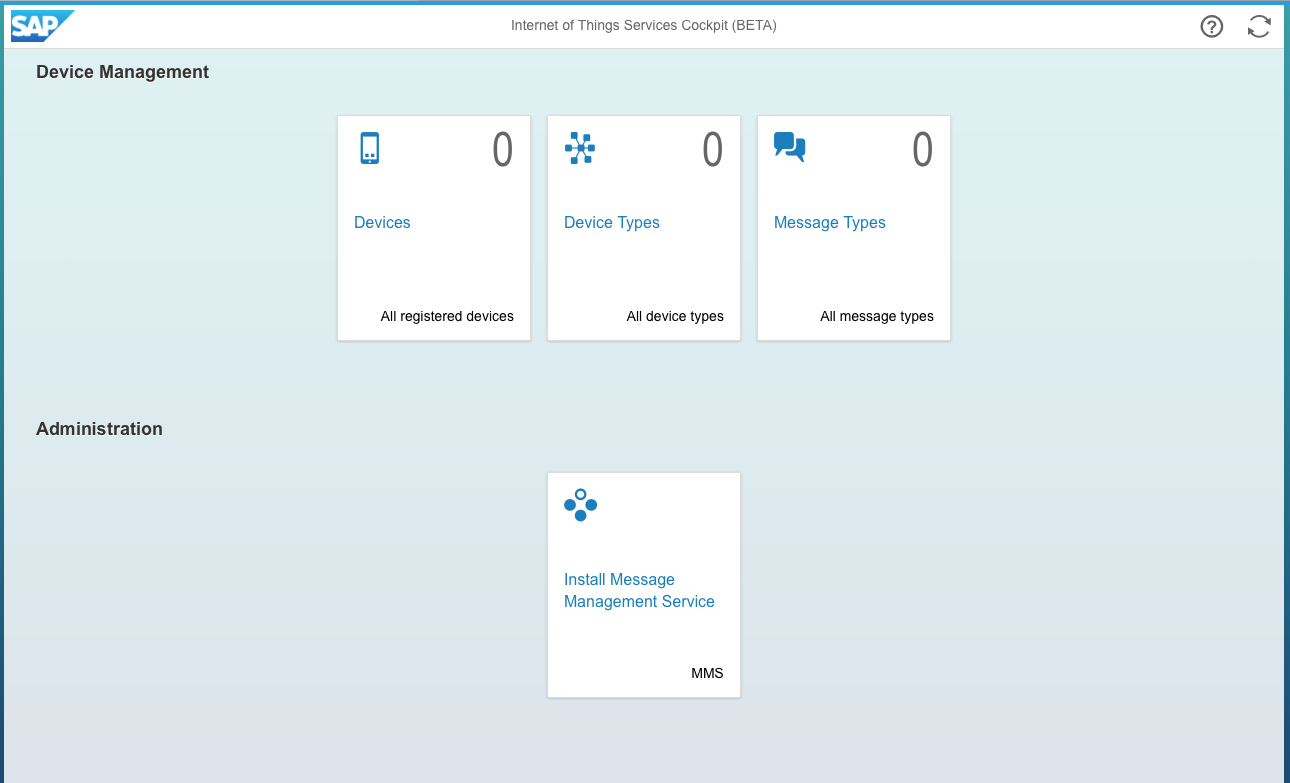 SAP
Internet of Things Services Cockpit (BETA)
?
Device Management
0
0
0
Devices
Device Types
Message Types
All registered devices
All device types
All message types
Administration
Install Message
Management Service
MMS